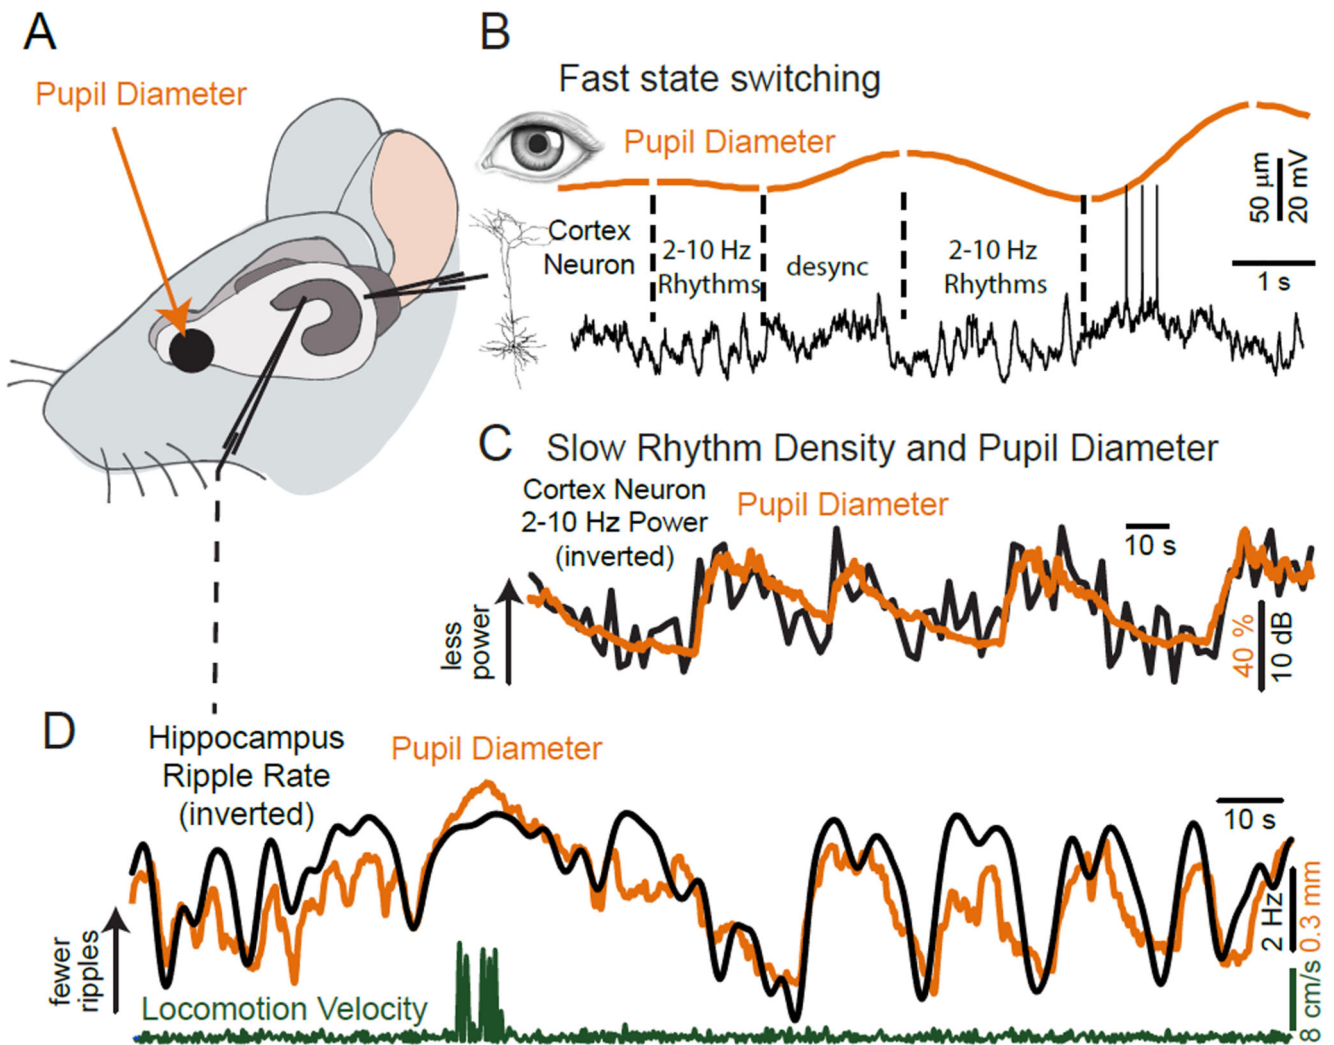 A
Pupil Diameter
B
Fast state switching
Pupil Diameter
Cortex
Neuron
2-10 Hz
Rhythms
desync
2-10 Hz
Rhythms
50 µm
20 mV
1 s
C
Slow Rhythm Density and Pupil Diameter
Cortex Neuron
2-10 Hz Power
(inverted)
Pupil Diameter
10 s
less
power
40 %
10 dB
D
Hippocampus
Ripple Rate
(inverted)
Pupil Diameter
10 s
fewer
ripples
2 Hz
0.3 mm
Locomotion Velocity
8 cm/s